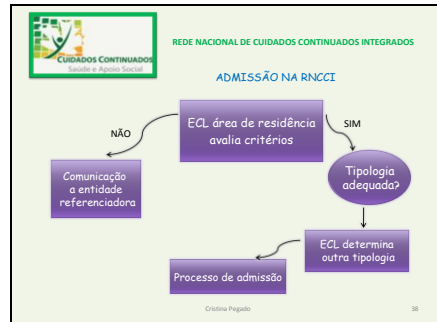 CUIDADOS CONTINUADOS
Saúde e Apoio Social
REDE NACIONAL DE CUIDADOS CONTINUADOS INTEGRADOS
ADMISSÃO NA RNCCI
ECL área de residência
avalia critérios
NÃO
SIM
Comunicação
a entidade
referenciadora
Tipologia
adequada?
ECL determina
outra tipologia
Processo de admissão
Cristina Pegado
38